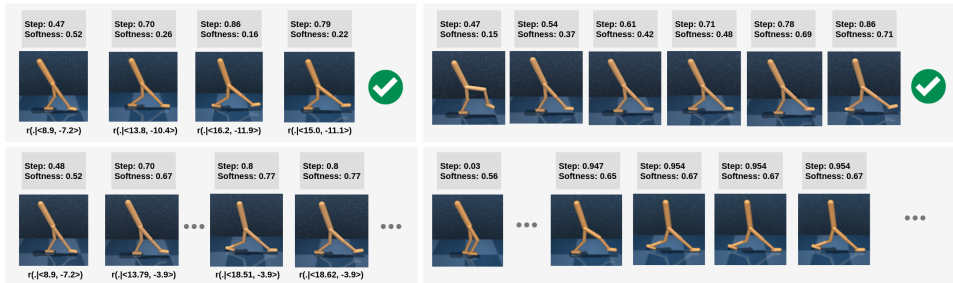 Step: 0.47
Softness: 0.52
Step: 0.70
Softness: 0.26
Step: 0.86
Softness: 0.16
Step: 0.79
Softness: 0.22
r(.|<8.9, -7.2>)
r(.|<13.8, -10.4>)
r(.|<16.2, -11.9>)
r(.|<15.0, -11.1>)
Step: 0.47
Softness: 0.15
Step: 0.54
Softness: 0.37
Step: 0.61
Softness: 0.42
Step: 0.71
Softness: 0.48
Step: 0.78
Softness: 0.69
Step: 0.86
Softness: 0.71
Step: 0.48
Softness: 0.52
Step: 0.70
Softness: 0.67
Step: 0.8
Softness: 0.77
Step: 0.8
Softness: 0.77
r(.|<8.9, -7.2>)
r(.|<13.79, -3.9>)
r(.|<18.51, -3.9>)
r(.|<18.62, -3.9>)
Step: 0.03
Softness: 0.56
Step: 0.947
Softness: 0.65
Step: 0.954
Softness: 0.67
Step: 0.954
Softness: 0.67
Step: 0.954
Softness: 0.67